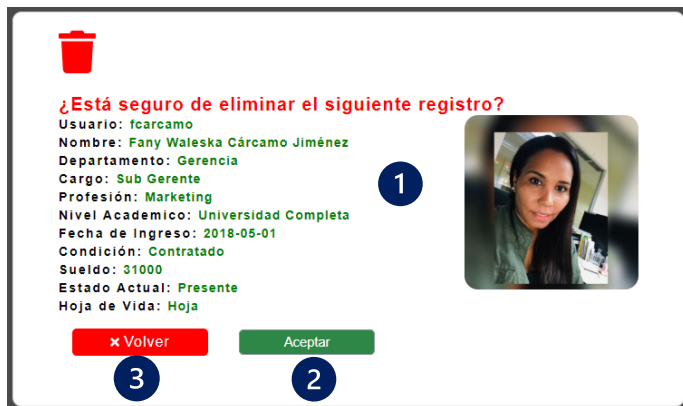 ¿Está seguro de eliminar el siguiente registro?
Usuario: fcarcamo
Nombre: Fany Waleska Cárcamo Jiménez
Departamento: Gerencia
Cargo: Sub Gerente
1
Profesión: Marketing
Nivel Academico: Universidad Completa
Fecha de Ingreso: 2018-05-01
Condición: Contratado
Sueldo: 31000
Estado Actual: Presente
Hoja de Vida: Hoja
× Volver
Aceptar
3
2